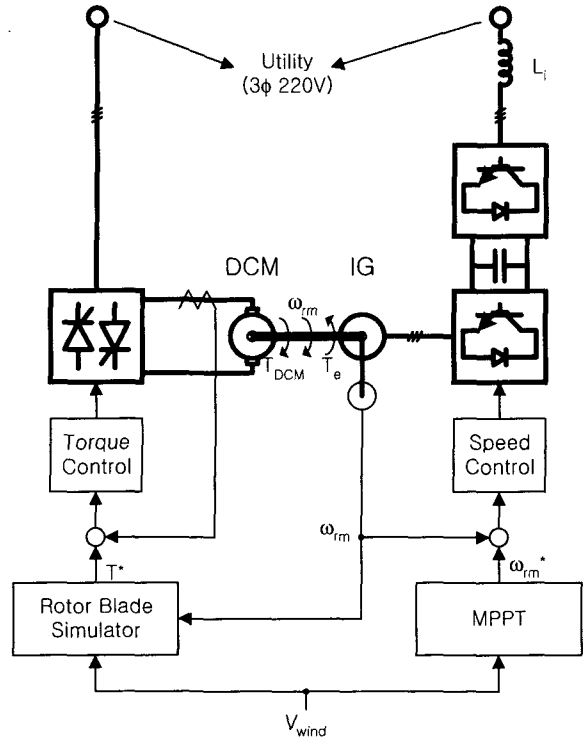 Utility
(3ϕ 220V)
L_i
DCM
IG
ω_rm
T_DCM
T_e
Torque
Control
Speed
Control
ω_rm
T*
ω_rm*
Rotor Blade
Simulator
MPPT
V_wind